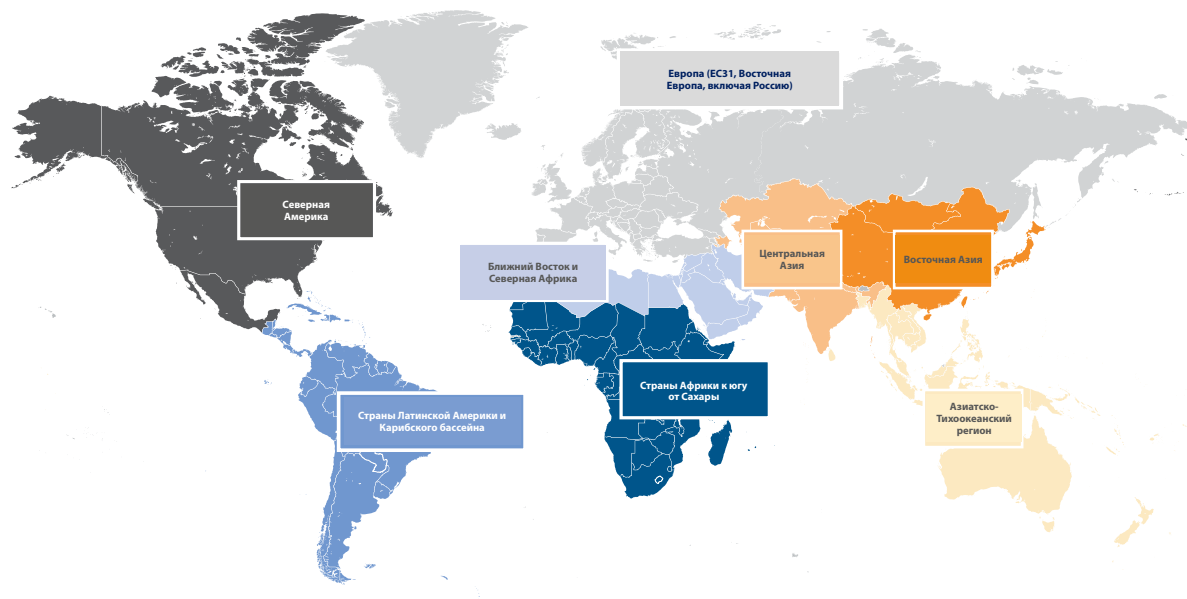 Европа (ЕС31, Восточная
Европа, включая Россию)
Северная
Америка
Ближний Восток и
Северная Африка
Центральная
Азия
Восточная Азия
Страны Африки к югу
от Сахары
Страны Латинской Америки и
Карибского бассейна
Азиатско-
Тихоокеанский
регион